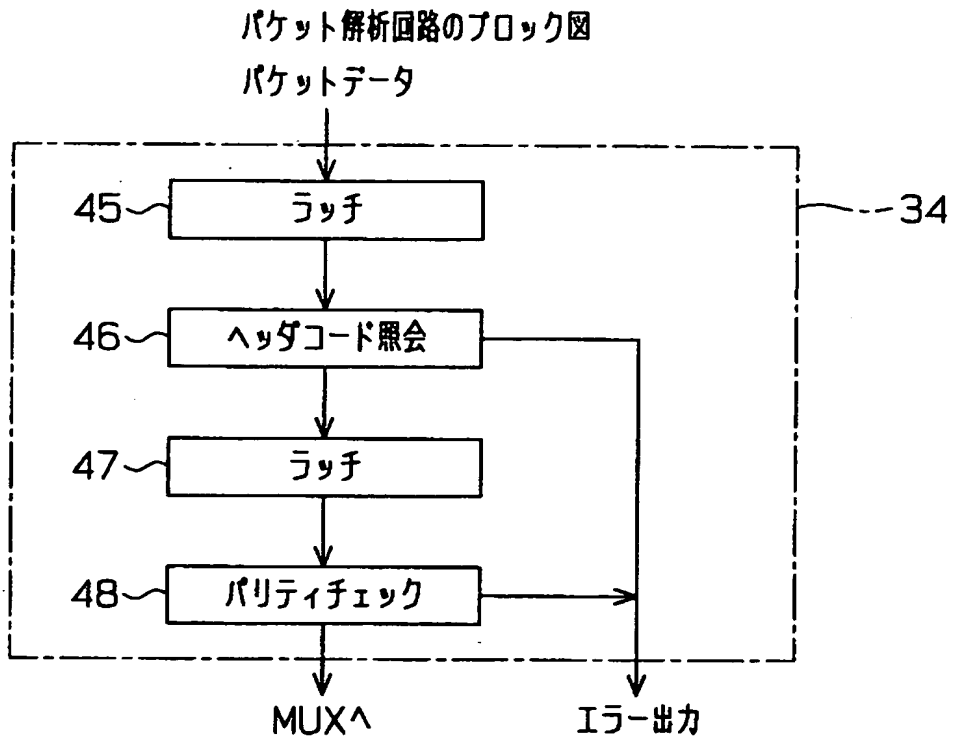 パケット解析回路のブロック図
パケットデータ
45
ラッチ
34
46
ヘッダコード照会
47
ラッチ
48
パリティチェック
MUXへ
エラー出力